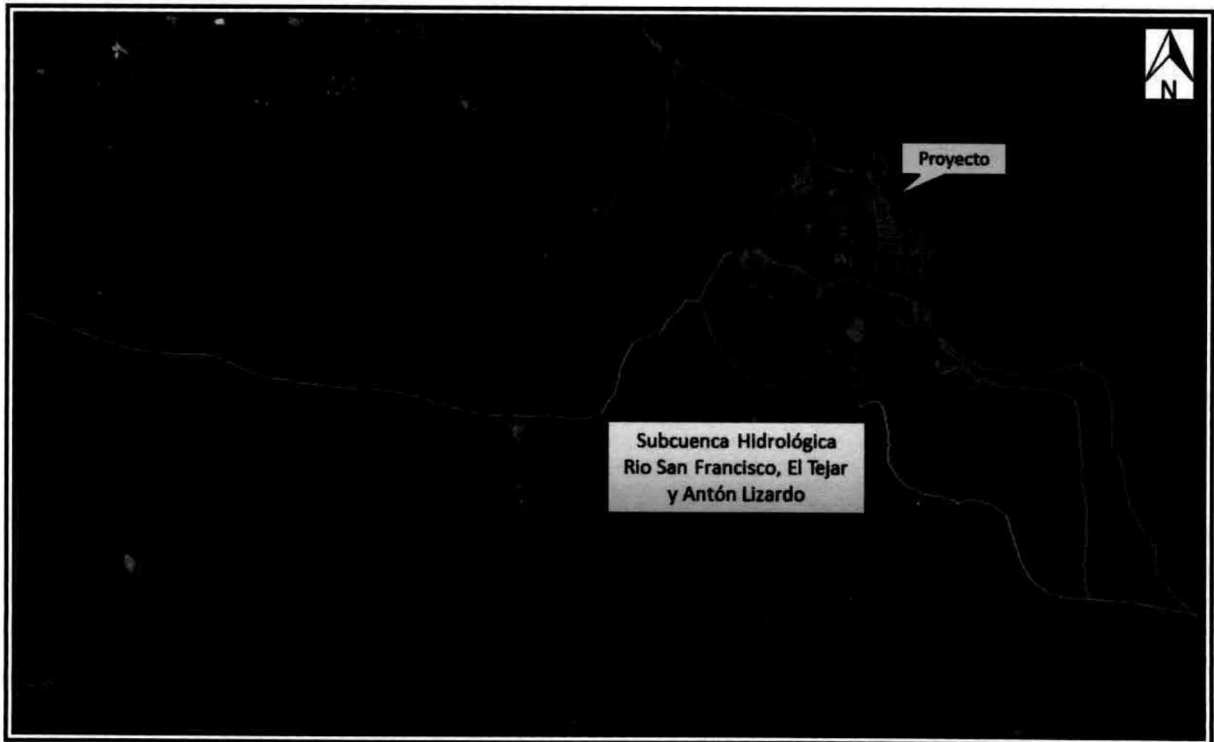 N
Proyecto
Subcuenca Hidrológica
Rio San Francisco, El Tejar
y Antón Lizardo